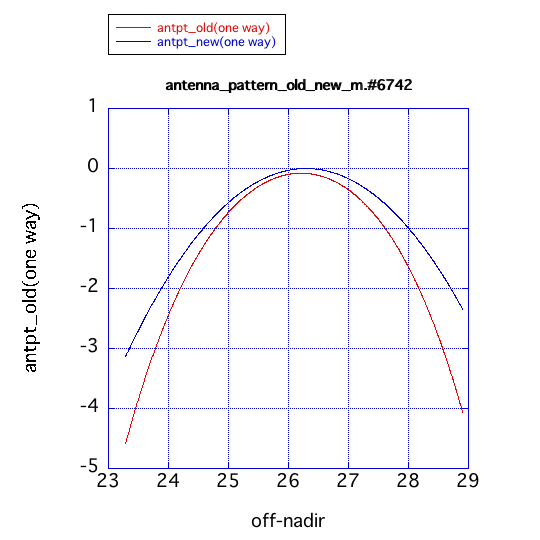 antpt_old(one way)
antpt_new(one way)
antenna_pattern_old_new_m.#6742
1
0
-1
-2
-3
-4
-5
antpt_old(one way)
23 24 25 26 27 28 29
off-nadir